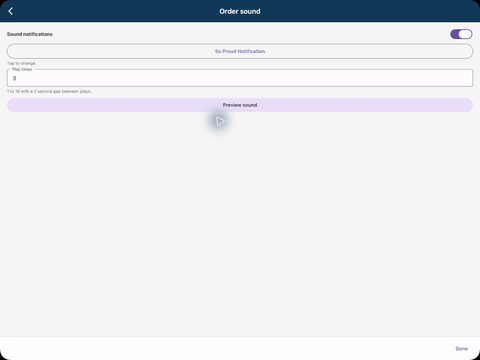 Order sound
Sound notifications
So Proud Notification
Tap to change.
Play times
3
1 to 10 with a 2 second gap between plays.
Preview sound
Done